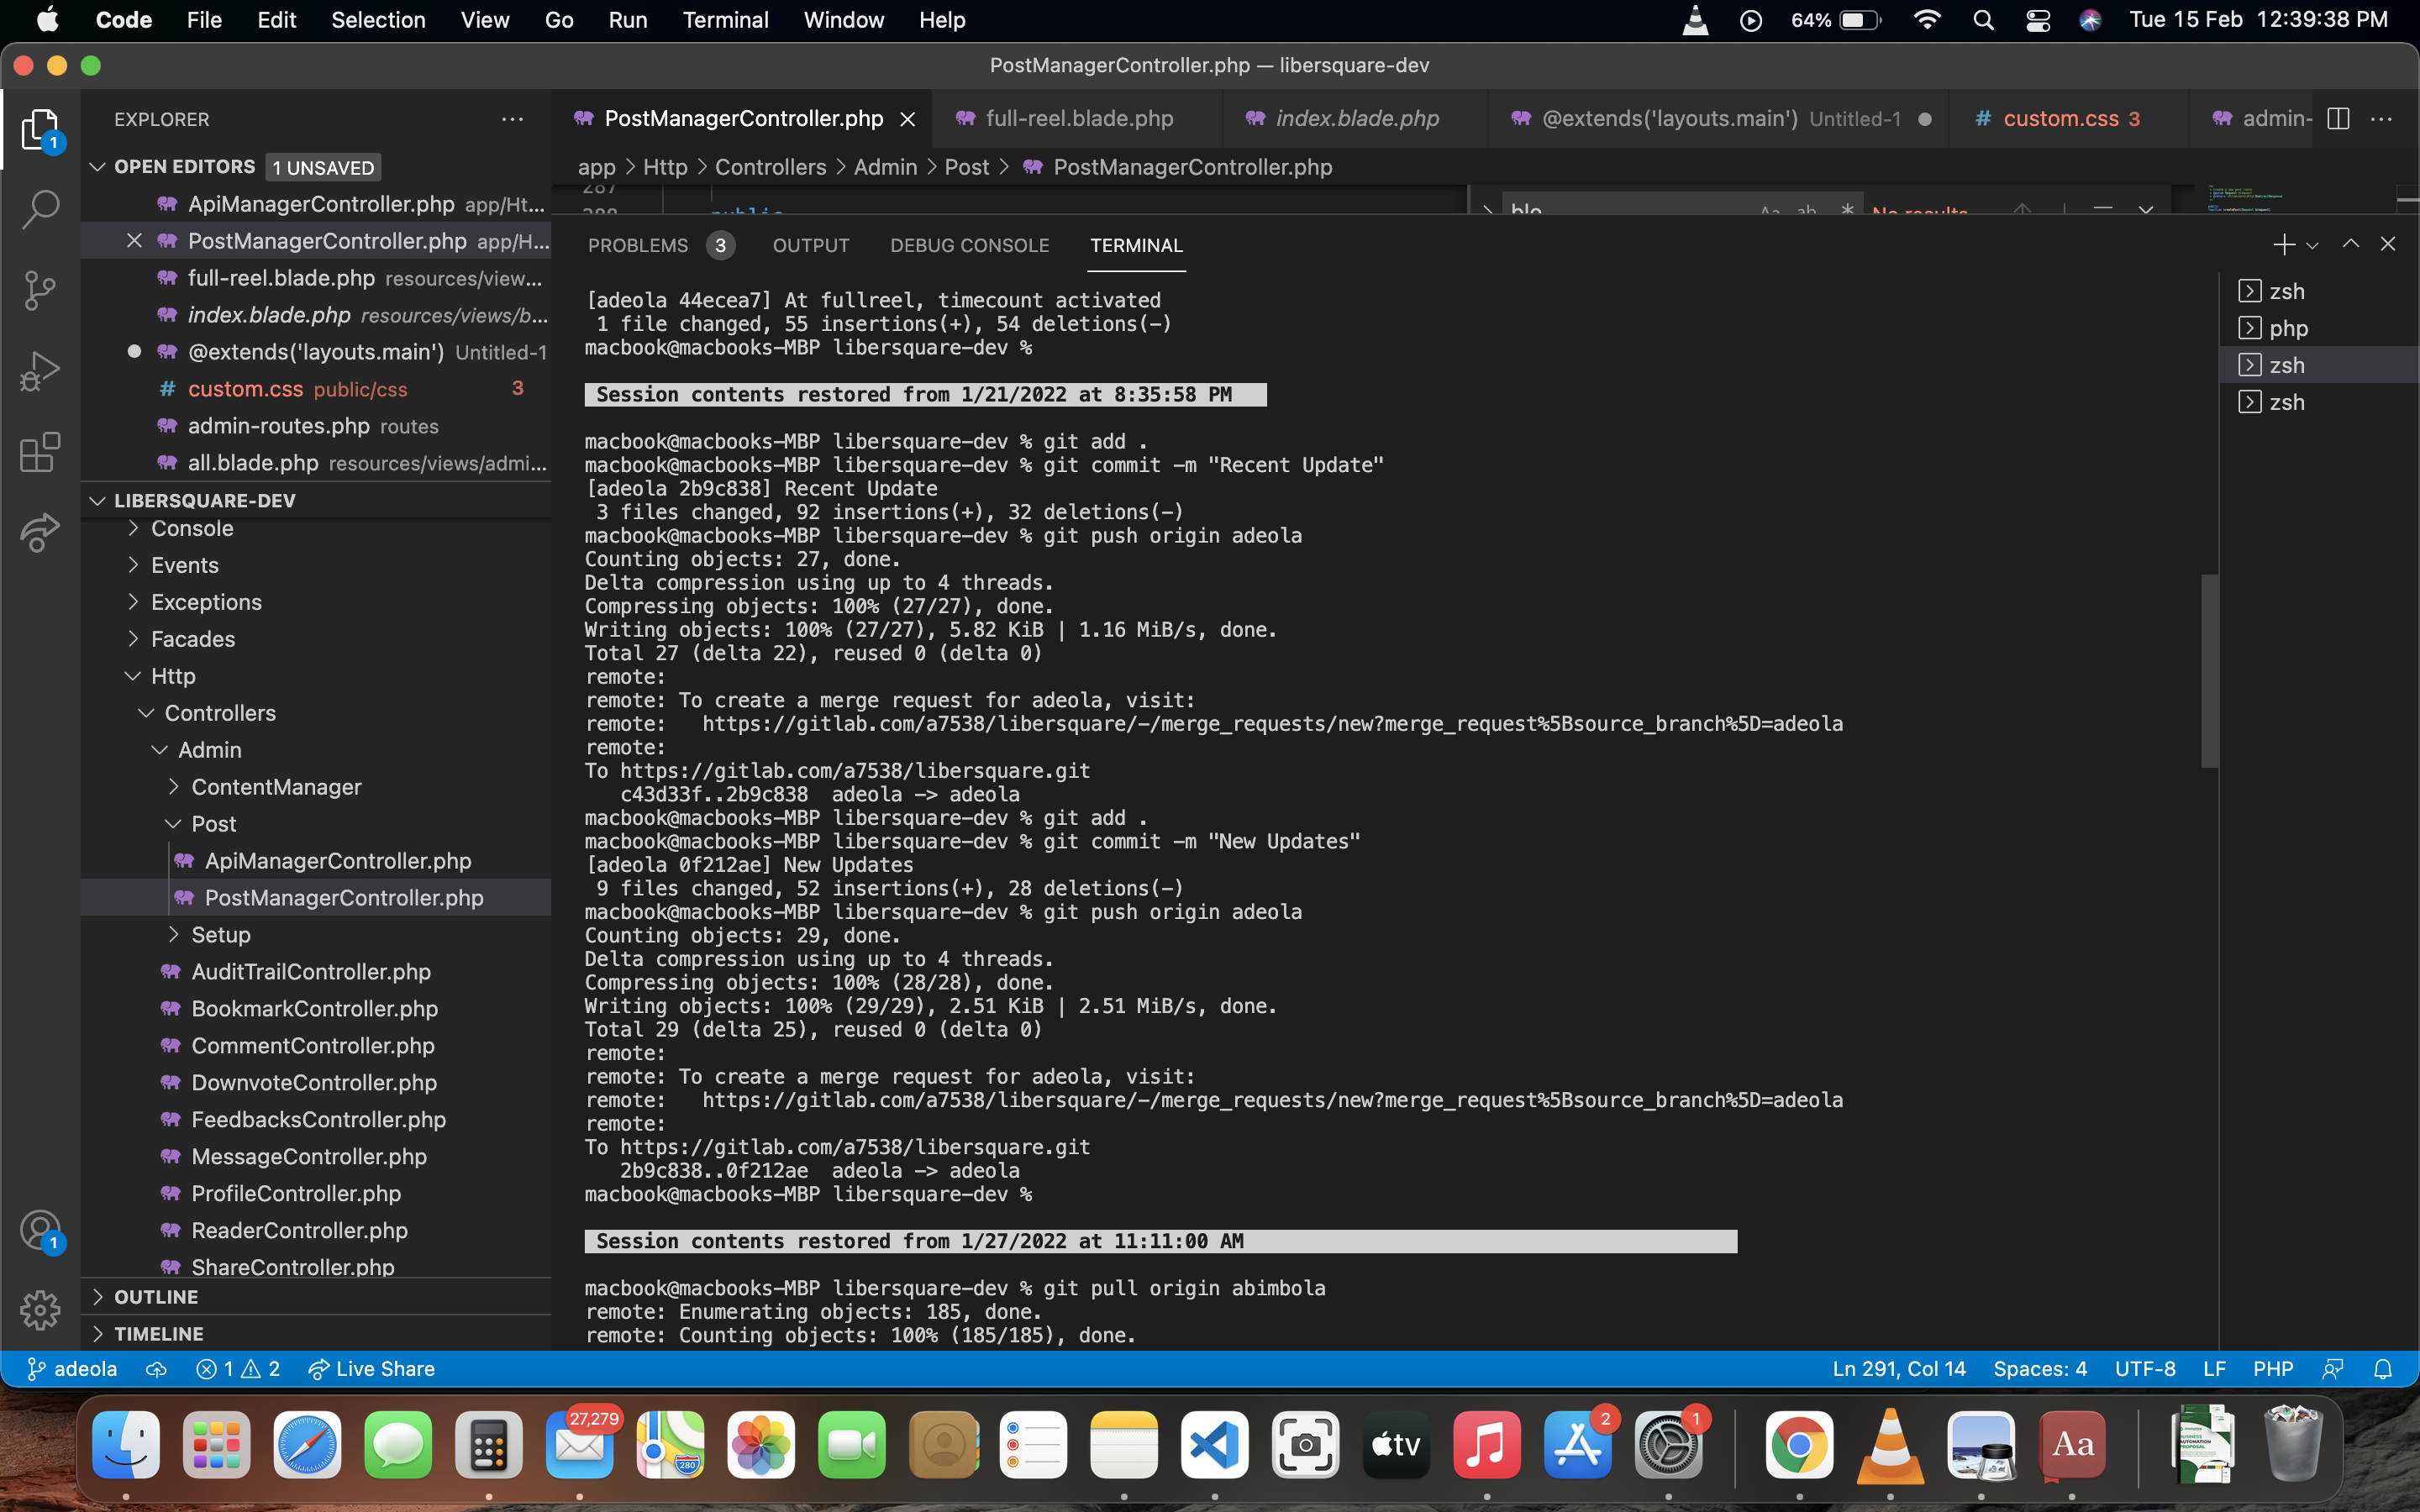 Code File Edit Selection View Go Run Terminal Window Help
64% Tue 15 Feb 12:39:38 PM
PostManagerController.php — libersquare-dev
EXPLORER
OPEN EDITORS 1 UNSAVED
ApiManagerController.php app/Ht...
PostManagerController.php app/H...
full-reel.blade.php resources/view...
index.blade.php resources/views/b...
@extends('layouts.main') Untitled-1
# custom.css public/css 3
admin-routes.php routes
all.blade.php resources/views/admi...
LIBERSQUARE-DEV
Console
Events
Exceptions
Facades
Http
Controllers
Admin
ContentManager
Post
ApiManagerController.php
PostManagerController.php
Setup
AuditTrailController.php
BookmarkController.php
CommentController.php
DownvoteController.php
FeedbacksController.php
MessageController.php
ProfileController.php
ReaderController.php
ShareController.php
OUTLINE
TIMELINE
1
1
PostManagerController.php full-reel.blade.php index.blade.php @extends('layouts.main') Untitled-1 # custom.css 3 admin-
app > Http > Controllers > Admin > Post > PostManagerController.php
287
288 public
blo Aa ab * No results
PROBLEMS 3 OUTPUT DEBUG CONSOLE TERMINAL
[adeola 44ecea7] At fullreel, timecount activated
1 file changed, 55 insertions(+), 54 deletions(-)
macbook@macbooks-MBP libersquare-dev %
Session contents restored from 1/21/2022 at 8:35:58 PM
macbook@macbooks-MBP libersquare-dev % git add .
macbook@macbooks-MBP libersquare-dev % git commit -m "Recent Update"
[adeola 2b9c838] Recent Update
3 files changed, 92 insertions(+), 32 deletions(-)
macbook@macbooks-MBP libersquare-dev % git push origin adeola
Counting objects: 27, done.
Delta compression using up to 4 threads.
Compressing objects: 100% (27/27), done.
Writing objects: 100% (27/27), 5.82 KiB | 1.16 MiB/s, done.
Total 27 (delta 22), reused 0 (delta 0)
remote:
remote: To create a merge request for adeola, visit:
remote:   https://gitlab.com/a7538/libersquare/-/merge_requests/new?merge_request%5Bsource_branch%5D=adeola
remote:
To https://gitlab.com/a7538/libersquare.git
c43d33f..2b9c838  adeola -> adeola
macbook@macbooks-MBP libersquare-dev % git add .
macbook@macbooks-MBP libersquare-dev % git commit -m "New Updates"
[adeola 0f212ae] New Updates
9 files changed, 52 insertions(+), 28 deletions(-)
macbook@macbooks-MBP libersquare-dev % git push origin adeola
Counting objects: 29, done.
Delta compression using up to 4 threads.
Compressing objects: 100% (28/28), done.
Writing objects: 100% (29/29), 2.51 KiB | 2.51 MiB/s, done.
Total 29 (delta 25), reused 0 (delta 0)
remote:
remote: To create a merge request for adeola, visit:
remote:   https://gitlab.com/a7538/libersquare/-/merge_requests/new?merge_request%5Bsource_branch%5D=adeola
remote:
To https://gitlab.com/a7538/libersquare.git
2b9c838..0f212ae  adeola -> adeola
macbook@macbooks-MBP libersquare-dev %
Session contents restored from 1/27/2022 at 11:11:00 AM
macbook@macbooks-MBP libersquare-dev % git pull origin abimbola
remote: Enumerating objects: 185, done.
remote: Counting objects: 100% (185/185), done.
zsh
php
zsh
zsh
adeola 1 2 Live Share Ln 291, Col 14 Spaces: 4 UTF-8 LF PHP
27,279 280 tv 2 1 Aa